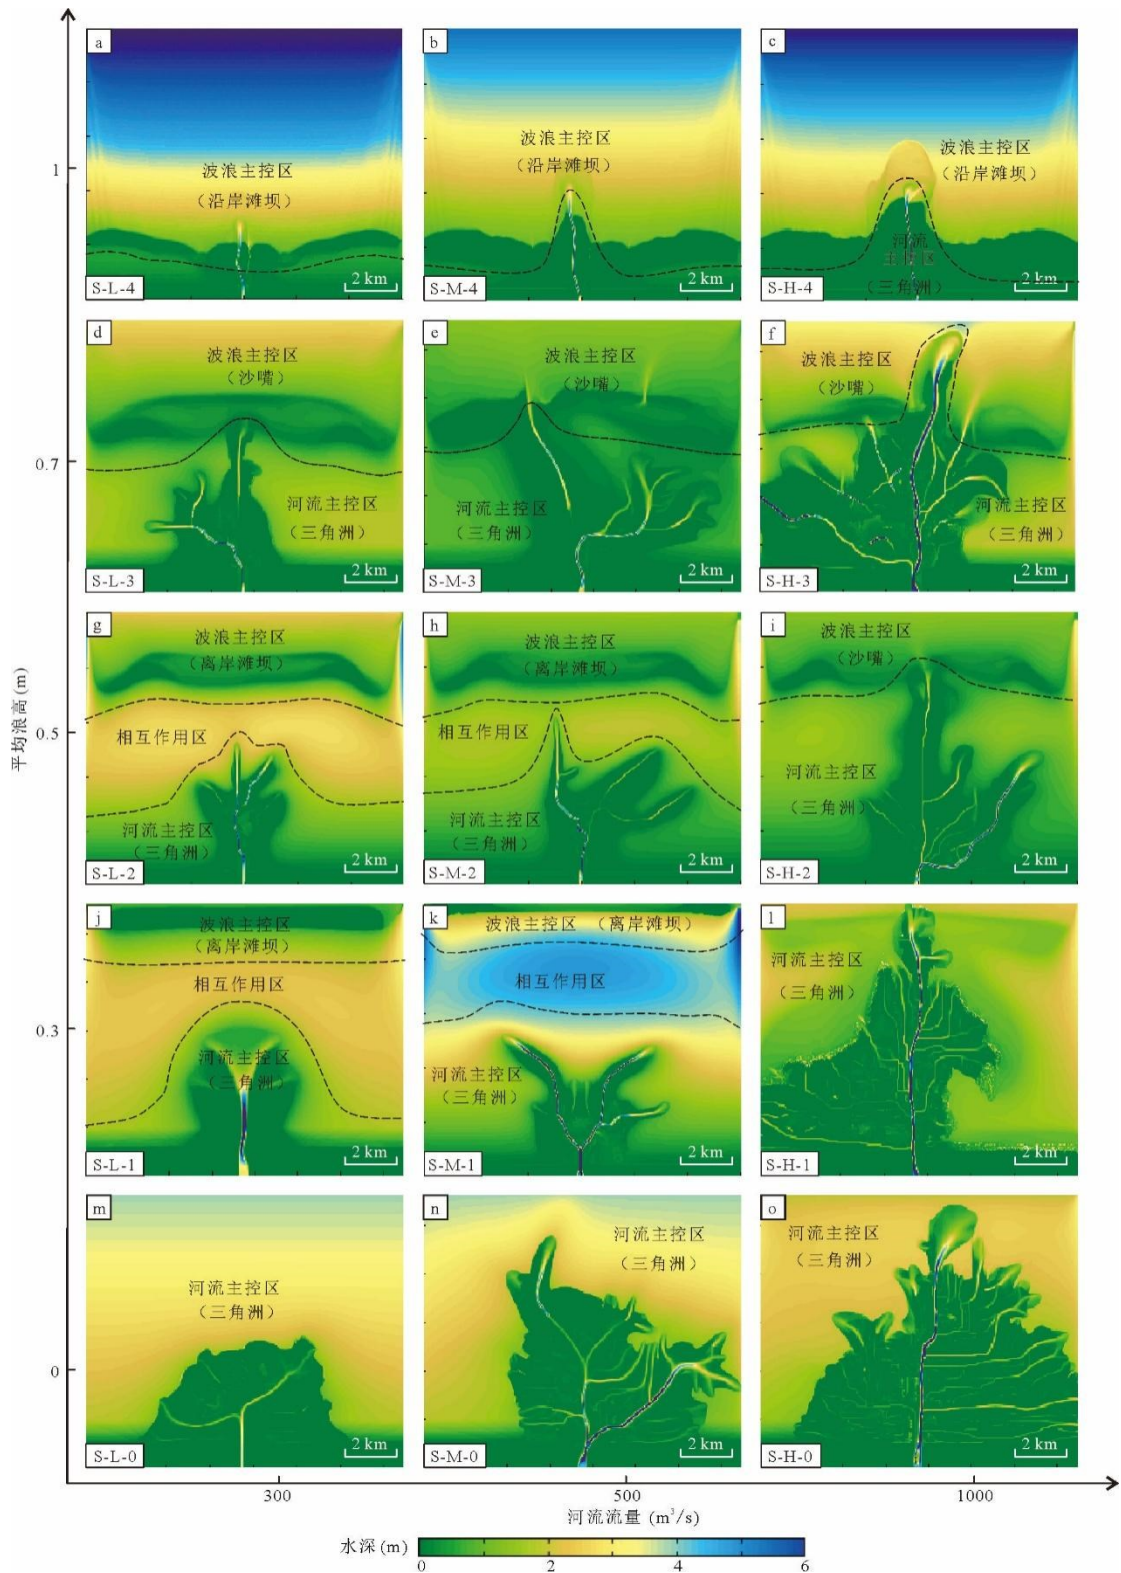 a
波浪主控区
(沿岸滩坝)
S-L-4
2 km
b
波浪主控区
(沿岸滩坝)
S-M-4
2 km
c
波浪主控区
(沿岸滩坝)
河流
主控区
(三角洲)
S-H-4
2 km
1
d
波浪主控区
(沙嘴)
河流主控区
(三角洲)
S-L-3
2 km
e
波浪主控区
(沙嘴)
河流主控区
(三角洲)
S-M-3
2 km
f
波浪主控区
(沙嘴)
河流主控区
(三角洲)
S-H-3
2 km
0.7
g
波浪主控区
(离岸滩坝)
相互作用区
河流主控区
(三角洲)
S-L-2
2 km
h
波浪主控区
(离岸滩坝)
相互作用区
河流主控区
(三角洲)
S-M-2
2 km
i
波浪主控区
(沙嘴)
河流主控区
(三角洲)
S-H-2
2 km
0.5
平均浪高(m)
j
波浪主控区
(离岸滩坝)
相互作用区
河流主控区
(三角洲)
S-L-1
2 km
k
波浪主控区 (离岸滩坝)
相互作用区
河流主控区
(三角洲)
S-M-1
2 km
l
河流主控区
(三角洲)
S-H-1
2 km
0.3
m
河流主控区
(三角洲)
S-L-0
2 km
n
河流主控区
(三角洲)
S-M-0
2 km
o
河流主控区
(三角洲)
S-H-0
2 km
0
300
500
1000
河流流量 (m³/s)
水深(m)
0 2 4 6